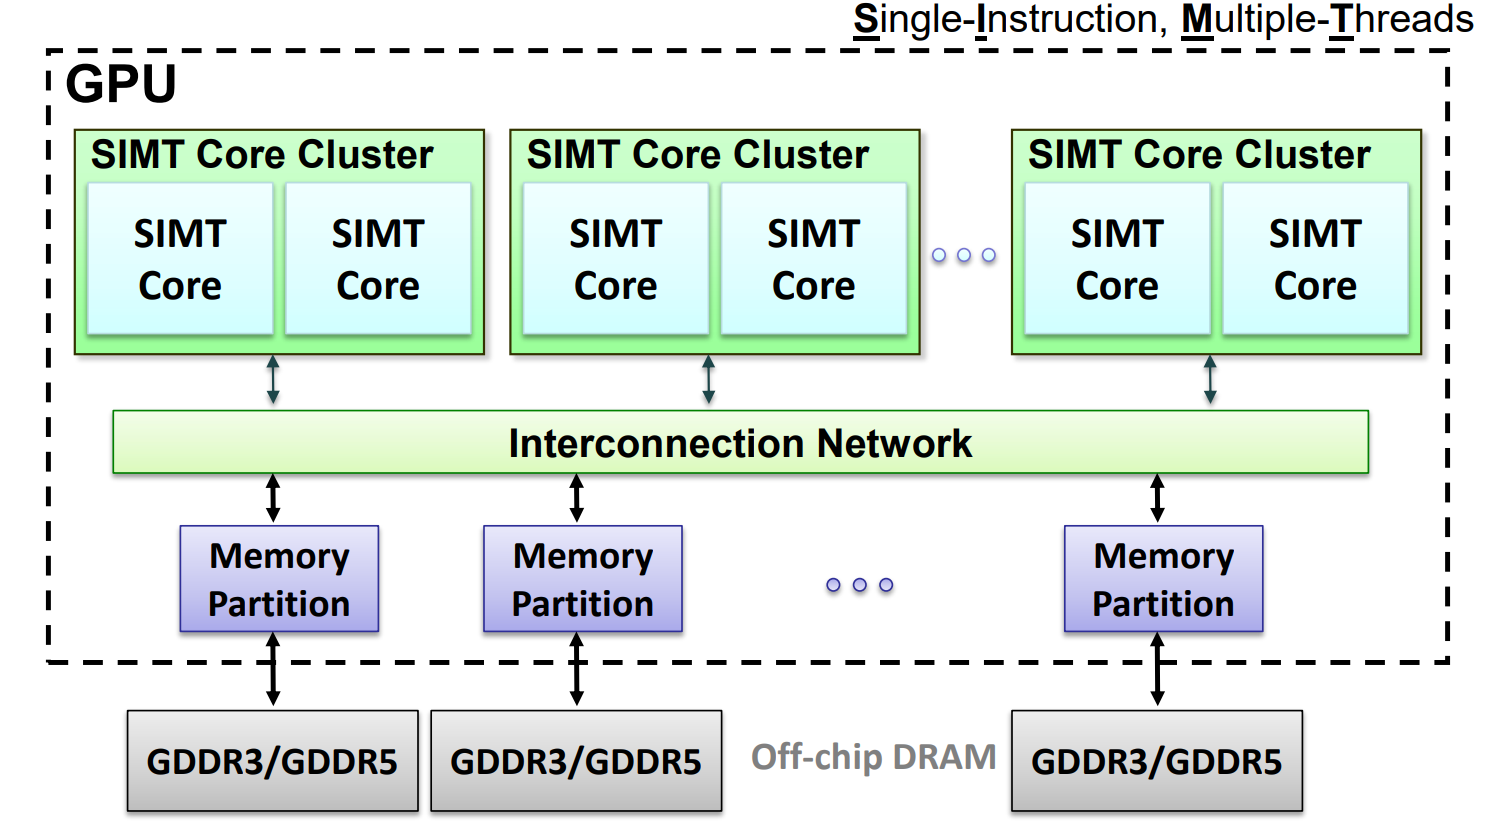 Single-Instruction, Multiple-Threads
GPU
SIMT Core Cluster
SIMT
Core
SIMT
Core
SIMT Core Cluster
SIMT
Core
SIMT
Core
SIMT Core Cluster
SIMT
Core
SIMT
Core
Interconnection Network
Memory
Partition
Memory
Partition
Memory
Partition
GDDR3/GDDR5
GDDR3/GDDR5
Off-chip DRAM
GDDR3/GDDR5